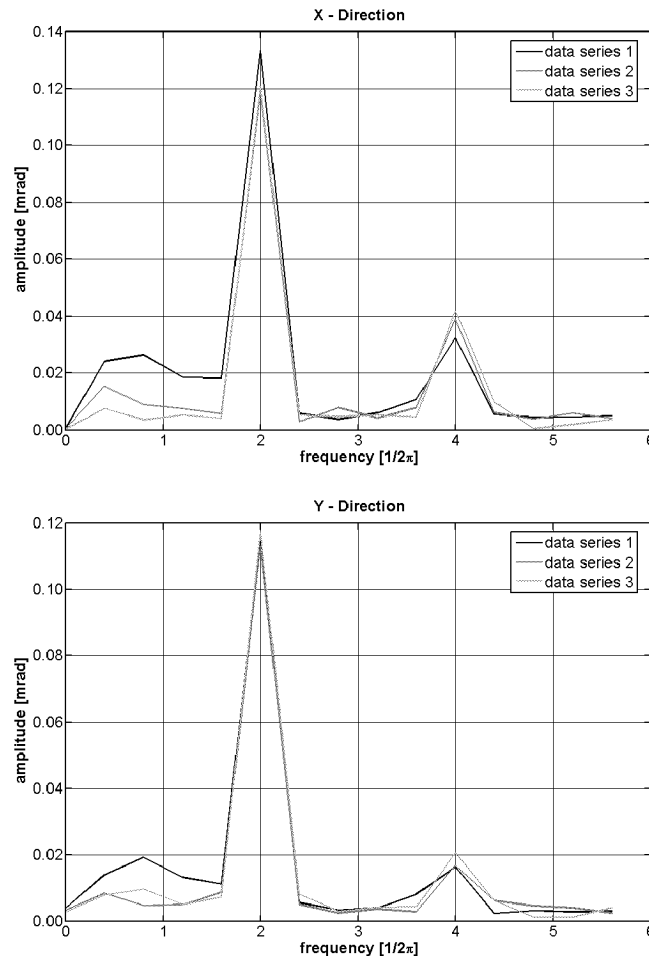 X - Direction
0.14
0.12
0.10
0.08
0.06
0.04
0.02
0.00
amplitude [mrad]
data series 1
data series 2
data series 3
0 1 2 3 4 5 6
frequency [1/2π]
Y - Direction
0.12
0.10
0.08
0.06
0.04
0.02
0.00
amplitude [mrad]
data series 1
data series 2
data series 3
0 1 2 3 4 5 6
frequency [1/2π]